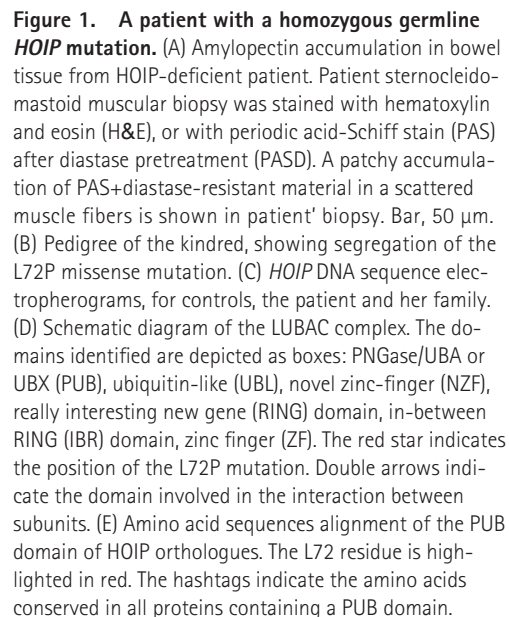 Figure 1. A patient with a homozygous germline
HOIP mutation. (A) Amylopectin accumulation in bowel
tissue from HOIP-deficient patient. Patient sternocleido-
mastoid muscular biopsy was stained with hematoxylin
and eosin (H&E), or with periodic acid-Schiff stain (PAS)
after diastase pretreatment (PASD). A patchy accumula-
tion of PAS+diastase-resistant material in a scattered
muscle fibers is shown in patient' biopsy. Bar, 50 µm.
(B) Pedigree of the kindred, showing segregation of the
L72P missense mutation. (C) HOIP DNA sequence elec-
tropherograms, for controls, the patient and her family.
(D) Schematic diagram of the LUBAC complex. The do-
mains identified are depicted as boxes: PNGase/UBA or
UBX (PUB), ubiquitin-like (UBL), novel zinc-finger (NZF),
really interesting new gene (RING) domain, in-between
RING (IBR) domain, zinc finger (ZF). The red star indicates
the position of the L72P mutation. Double arrows indi-
cate the domain involved in the interaction between
subunits. (E) Amino acid sequences alignment of the PUB
domain of HOIP orthologues. The L72 residue is high-
lighted in red. The hashtags indicate the amino acids
conserved in all proteins containing a PUB domain.